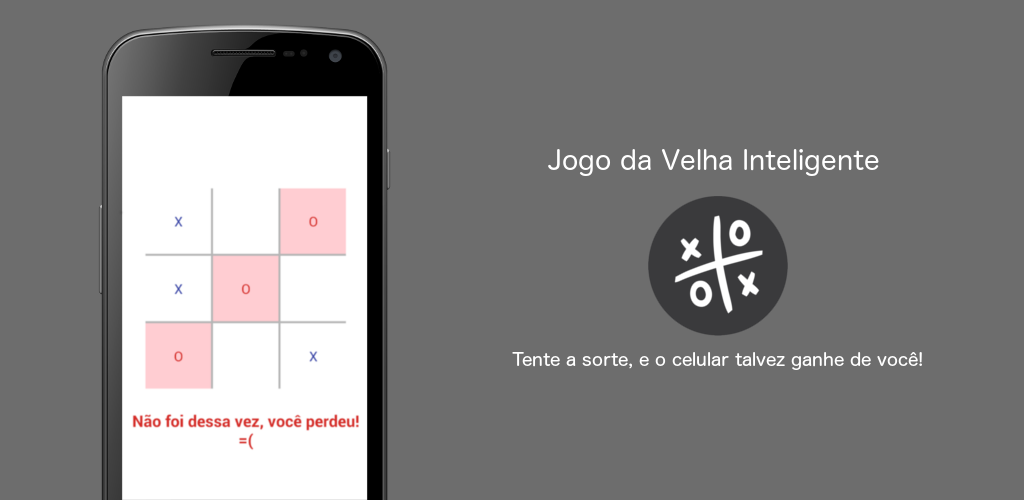 X O
X O
O X
Não foi dessa vez, você perdeu!
=(
Jogo da Velha Inteligente
X O
O X
Tente a sorte, e o celular talvez ganhe de você!